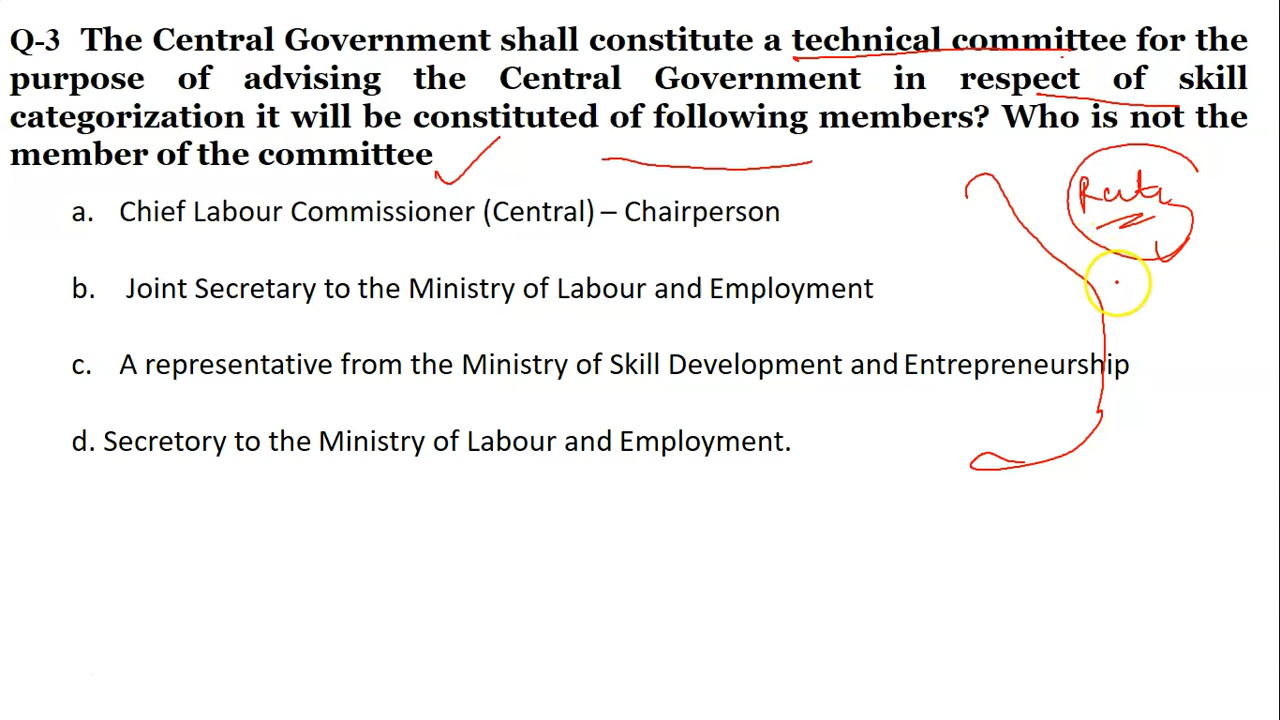 Q-3 The Central Government shall constitute a technical committee for the
purpose of advising the Central Government in respect of skill
categorization it will be constituted of following members? Who is not the
member of the committee
a. Chief Labour Commissioner (Central) – Chairperson
b. Joint Secretary to the Ministry of Labour and Employment
c. A representative from the Ministry of Skill Development and Entrepreneurship
d. Secretory to the Ministry of Labour and Employment.